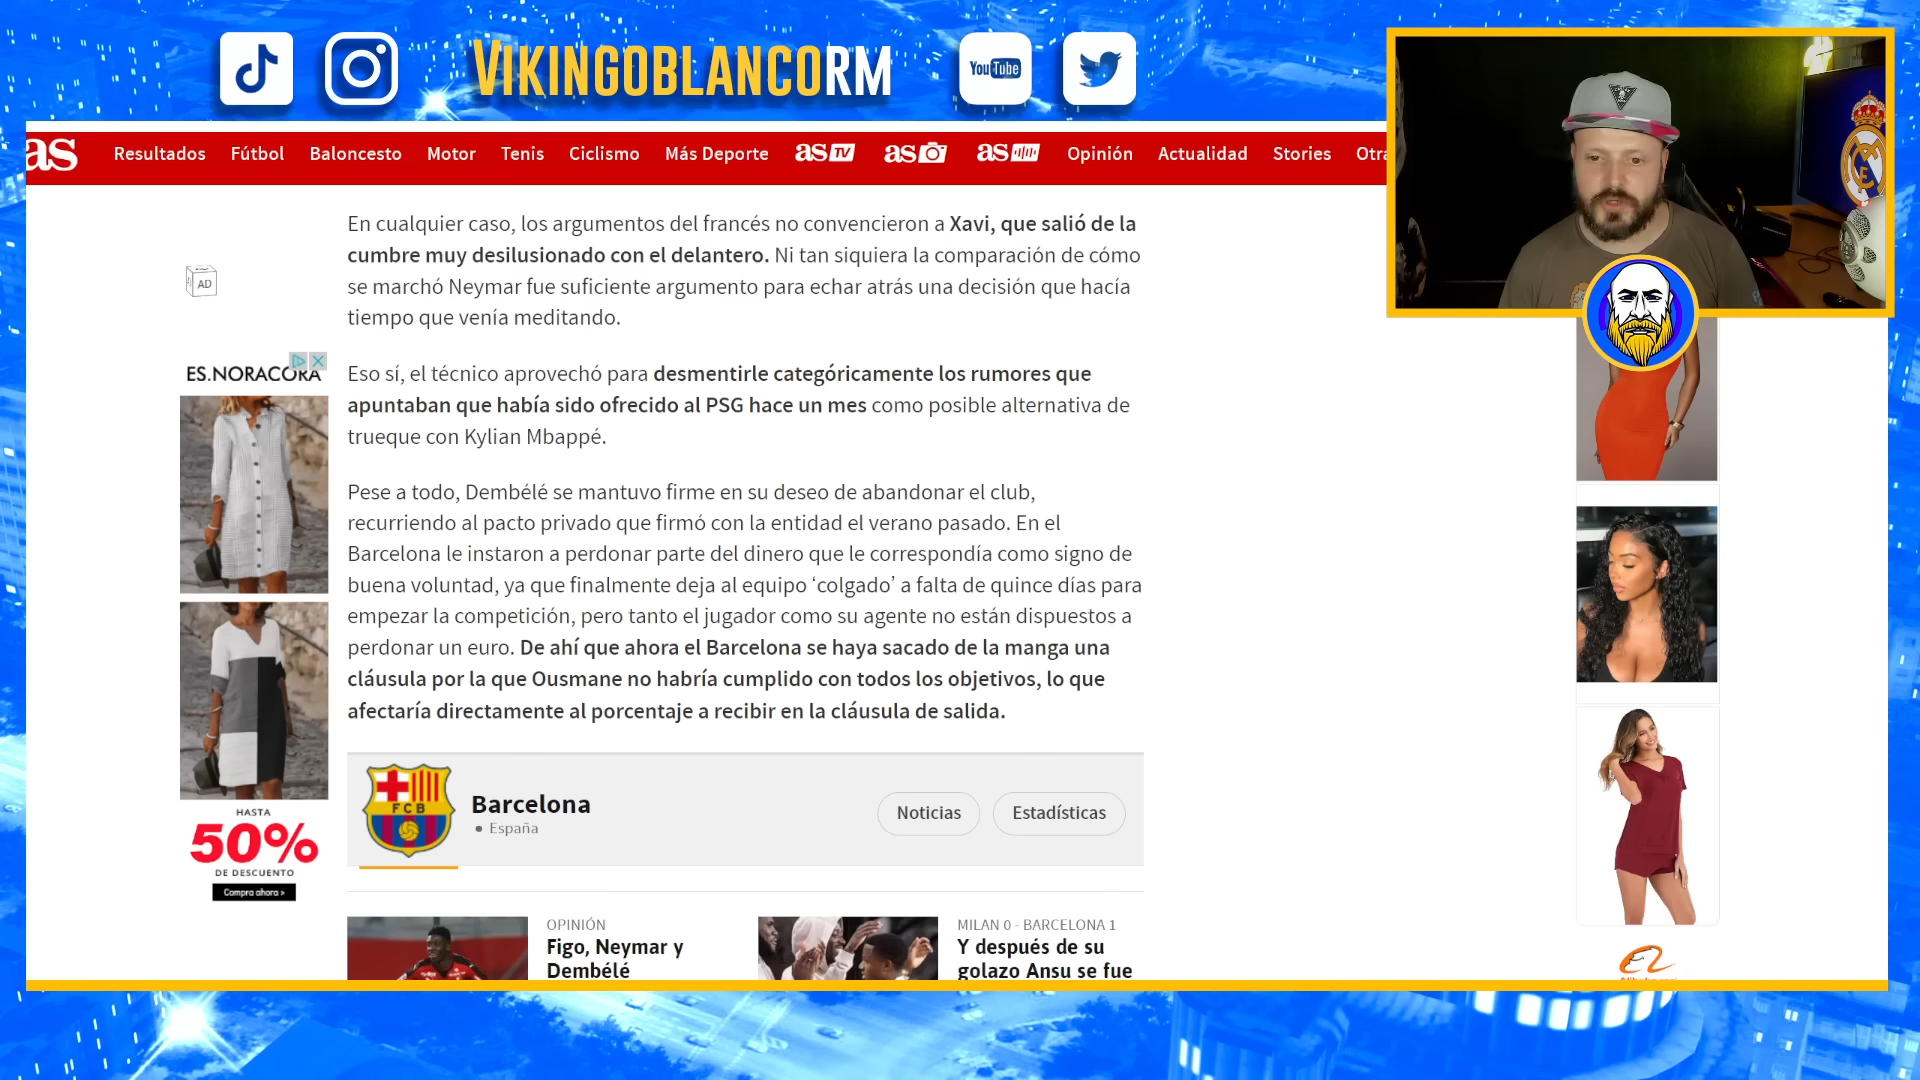 VIKINGOBLANCORM
You Tube
as
Resultados
Fútbol
Baloncesto
Motor
Tenis
Ciclismo
Más Deporte
as TV
as
as
Opinión
Actualidad
Stories
Otra
En cualquier caso, los argumentos del francés no convencieron a Xavi, que salió de la
cumbre muy desilusionado con el delantero. Ni tan siquiera la comparación de cómo
se marchó Neymar fue suficiente argumento para echar atrás una decisión que hacía
tiempo que venía meditando.
AD
ES.NORACORA
Eso sí, el técnico aprovechó para desmentirle categóricamente los rumores que
apuntaban que había sido ofrecido al PSG hace un mes como posible alternativa de
trueque con Kylian Mbappé.
Pese a todo, Dembélé se mantuvo firme en su deseo de abandonar el club,
recurriendo al pacto privado que firmó con la entidad el verano pasado. En el
Barcelona le instaron a perdonar parte del dinero que le correspondía como signo de
buena voluntad, ya que finalmente deja al equipo ‘colgado’ a falta de quince días para
empezar la competición, pero tanto el jugador como su agente no están dispuestos a
perdonar un euro. De ahí que ahora el Barcelona se haya sacado de la manga una
cláusula por la que Ousmane no habría cumplido con todos los objetivos, lo que
afectaría directamente al porcentaje a recibir en la cláusula de salida.
HASTA
50%
DE DESCUENTO
Compra ahora >
FCB
Barcelona
• España
Noticias
Estadísticas
OPINIÓN
Figo, Neymar y
Dembélé
MILAN 0 - BARCELONA 1
Y después de su
golazo Ansu se fue